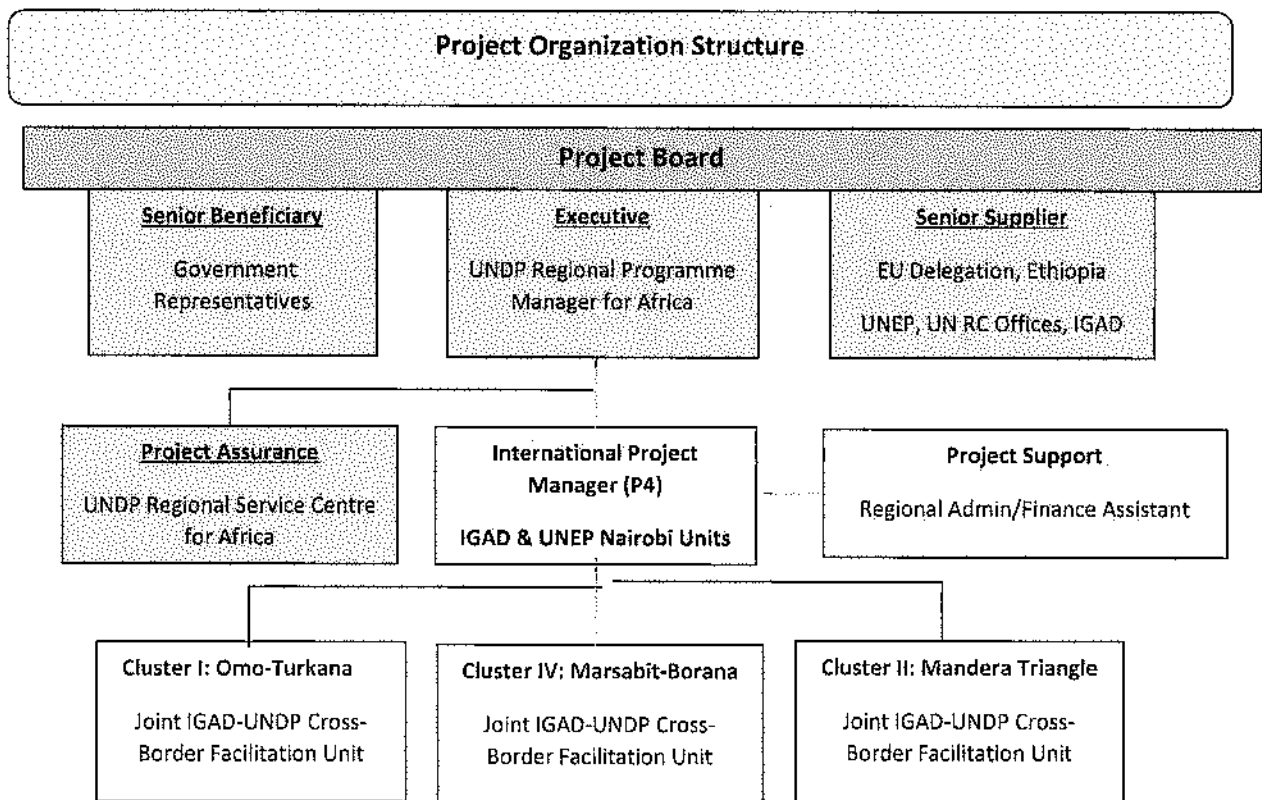 Project Organization Structure
Project Board
Senior Beneficiary
Government
Representatives
Executive
UNDP Regional Programme
Manager for Africa
Senior Supplier
EU Delegation, Ethiopia
UNEP, UN RC Offices, IGAD
Project Assurance
UNDP Regional Service Centre
for Africa
International Project
Manager (P4)
IGAD & UNEP Nairobi Units
Project Support
Regional Admin/Finance Assistant
Cluster I: Omo-Turkana
Joint IGAD-UNDP Cross-
Border Facilitation Unit
Cluster IV: Marsabit-Borana
Joint IGAD-UNDP Cross-
Border Facilitation Unit
Cluster II: Mandera Triangle
Joint IGAD-UNDP Cross-
Border Facilitation Unit